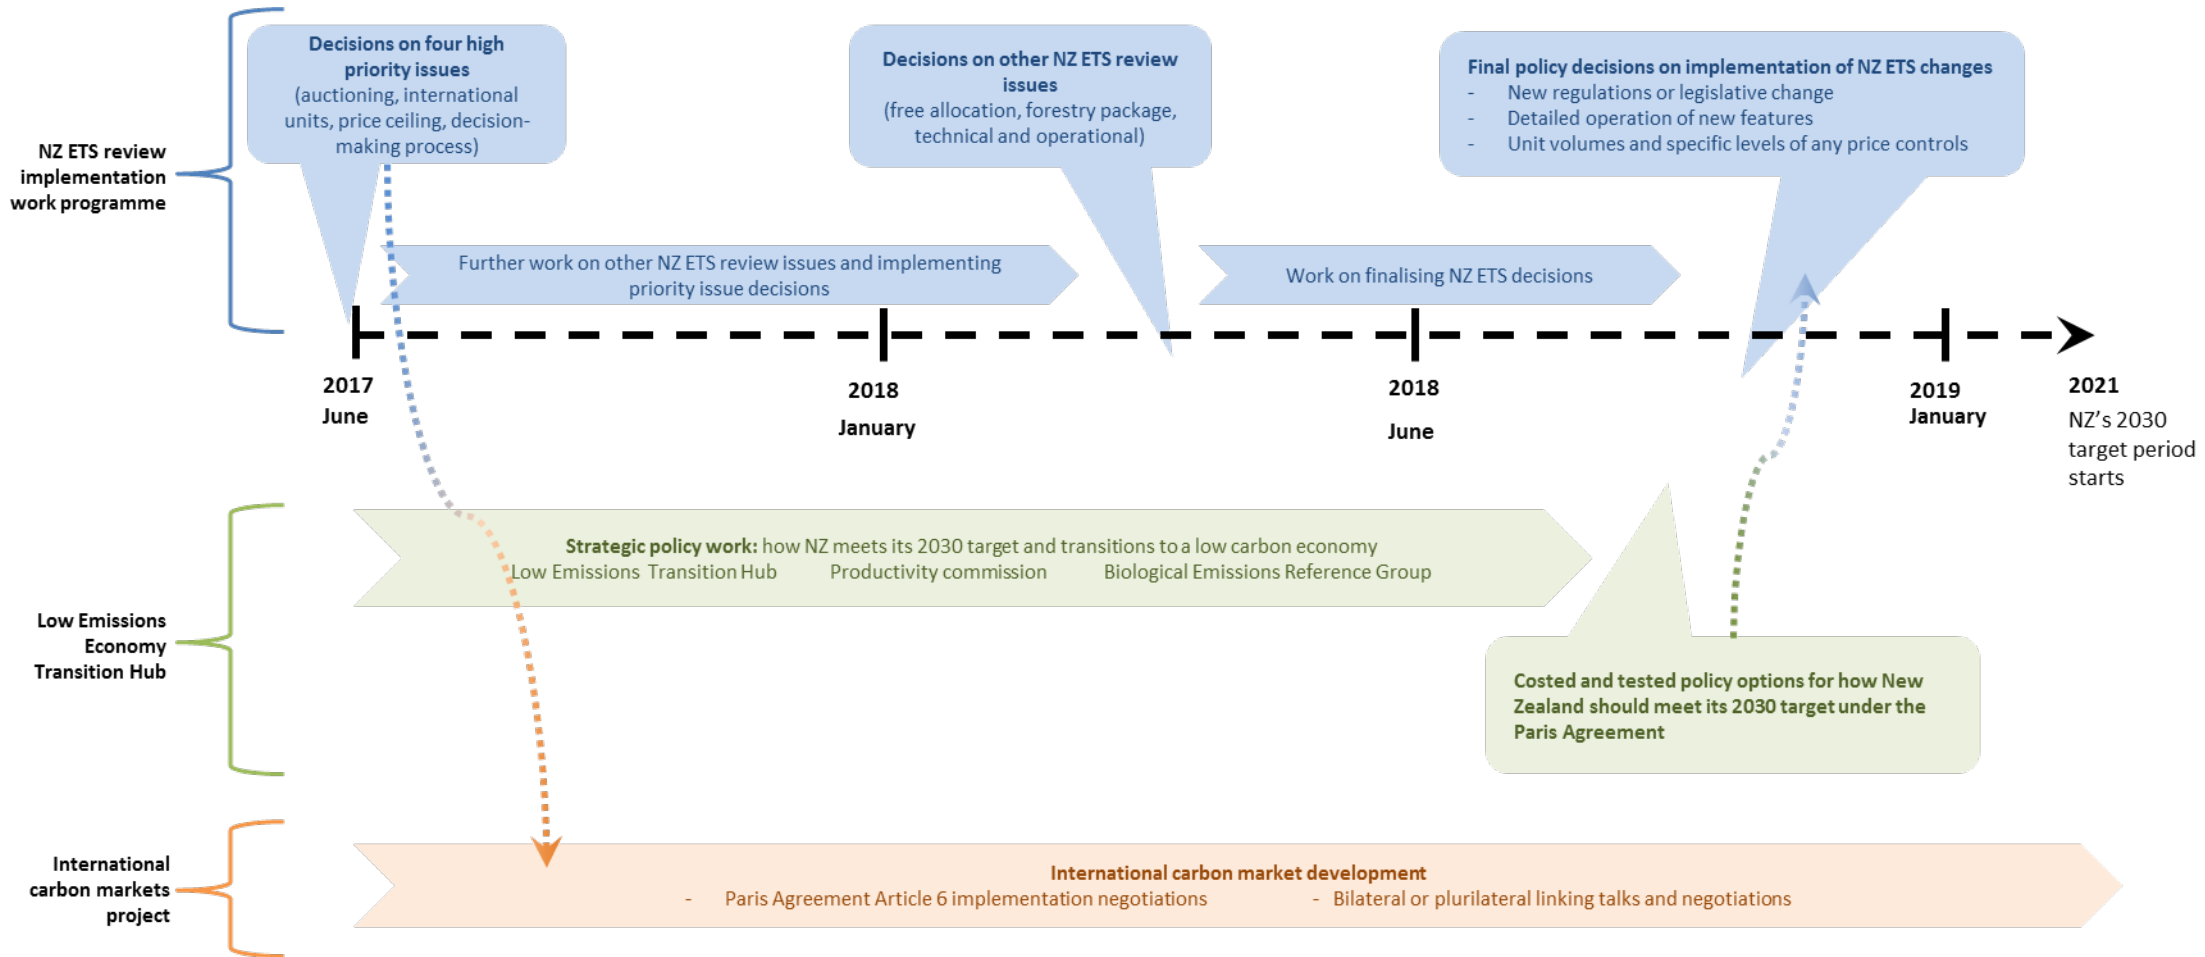 Decisions on four high
priority issues
(auctioning, international
units, price ceiling, decision-
making process)
Decisions on other NZ ETS review
issues
(free allocation, forestry package,
technical and operational)
Final policy decisions on implementation of NZ ETS changes
- New regulations or legislative change
- Detailed operation of new features
- Unit volumes and specific levels of any price controls
NZ ETS review
implementation
work programme
Further work on other NZ ETS review issues and implementing
priority issue decisions
Work on finalising NZ ETS decisions
2017
June
2018
January
2018
June
2019
January
2021
NZ's 2030
target period
starts
Low Emissions
Economy
Transition Hub
Strategic policy work: how NZ meets its 2030 target and transitions to a low carbon economy
Low Emissions Transition Hub Productivity commission Biological Emissions Reference Group
Costed and tested policy options for how New
Zealand should meet its 2030 target under the
Paris Agreement
International
carbon markets
project
International carbon market development
- Paris Agreement Article 6 implementation negotiations - Bilateral or plurilateral linking talks and negotiations